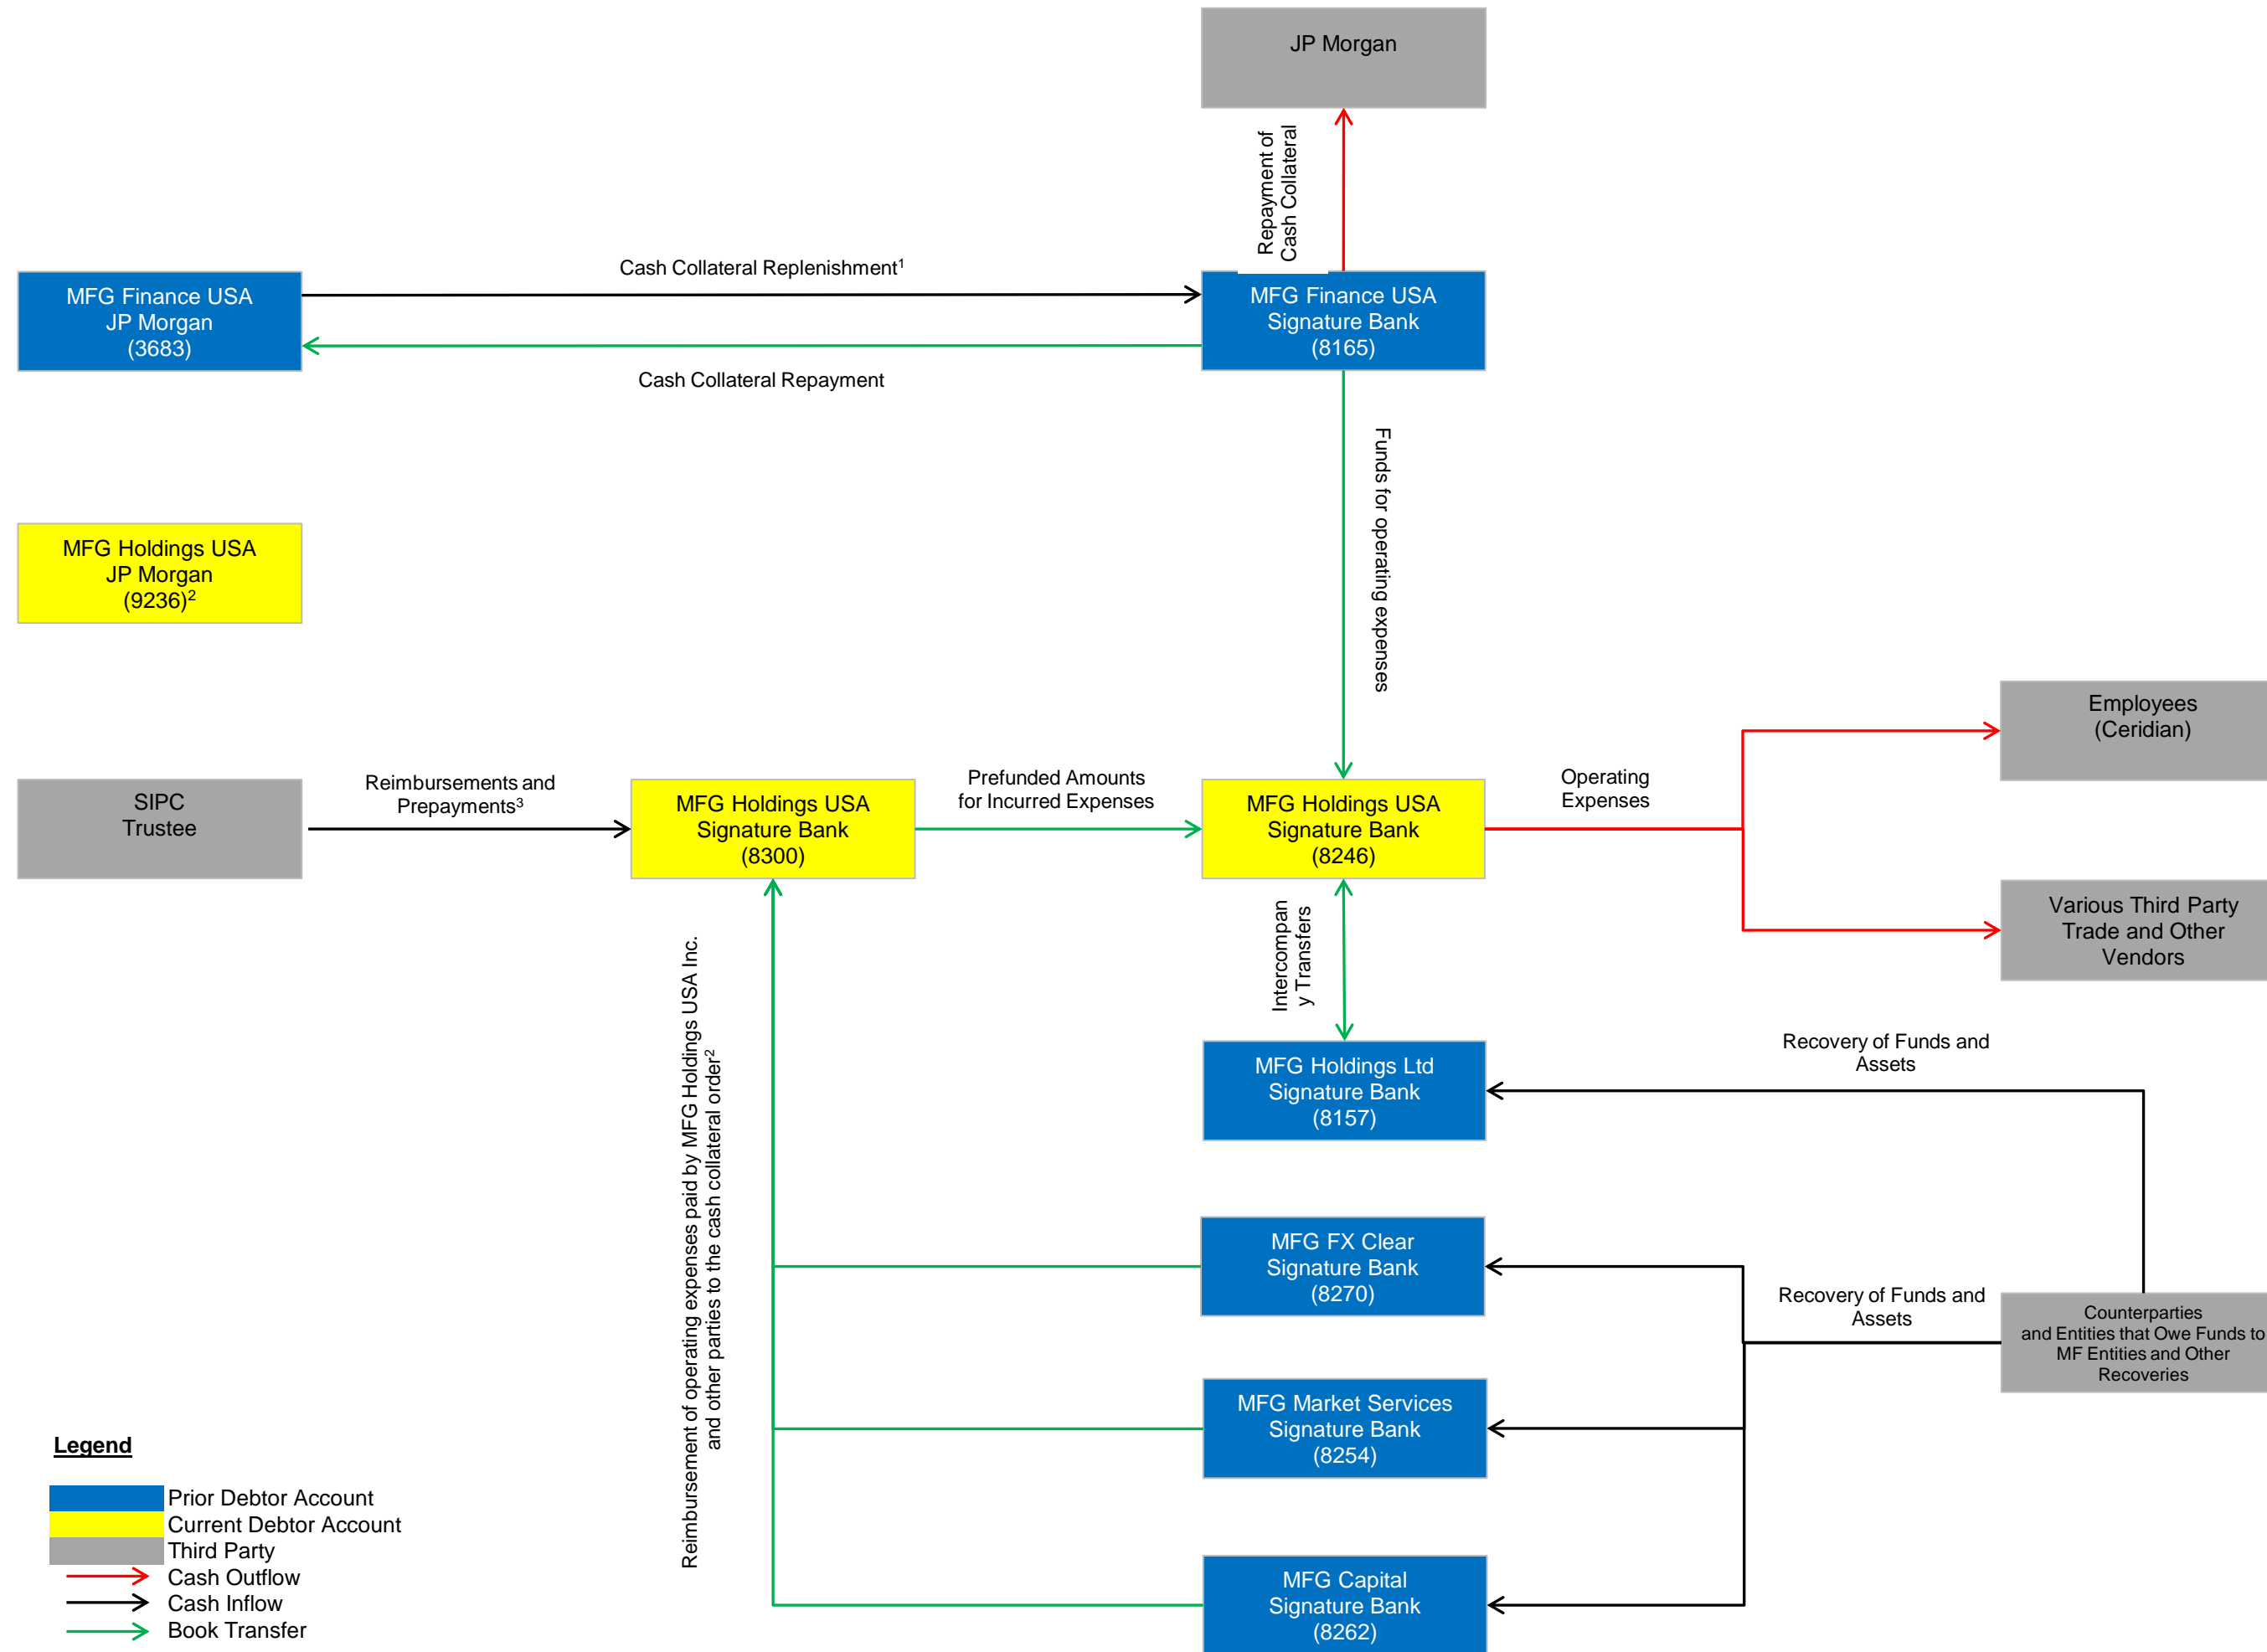 JP Morgan
Repayment of
Cash Collateral
Cash Collateral Replenishment¹
MFG Finance USA
JP Morgan
(3683)
MFG Finance USA
Signature Bank
(8165)
Cash Collateral Repayment
Funds for operating expenses
MFG Holdings USA
JP Morgan
(9236)²
Employees
(Ceridian)
SIPC
Trustee
Reimbursements and
Prepayments³
MFG Holdings USA
Signature Bank
(8300)
Prefunded Amounts
for Incurred Expenses
MFG Holdings USA
Signature Bank
(8246)
Operating
Expenses
Various Third Party
Trade and Other
Vendors
Intercompan
y Transfers
Reimbursement of operating expenses paid by MFG Holdings USA Inc.
and other parties to the cash collateral order²
MFG Holdings Ltd
Signature Bank
(8157)
Recovery of Funds and
Assets
MFG FX Clear
Signature Bank
(8270)
Recovery of Funds and
Assets
Counterparties
and Entities that Owe Funds to
MF Entities and Other
Recoveries
MFG Market Services
Signature Bank
(8254)
MFG Capital
Signature Bank
(8262)
Legend
Prior Debtor Account
Current Debtor Account
Third Party
Cash Outflow
Cash Inflow
Book Transfer